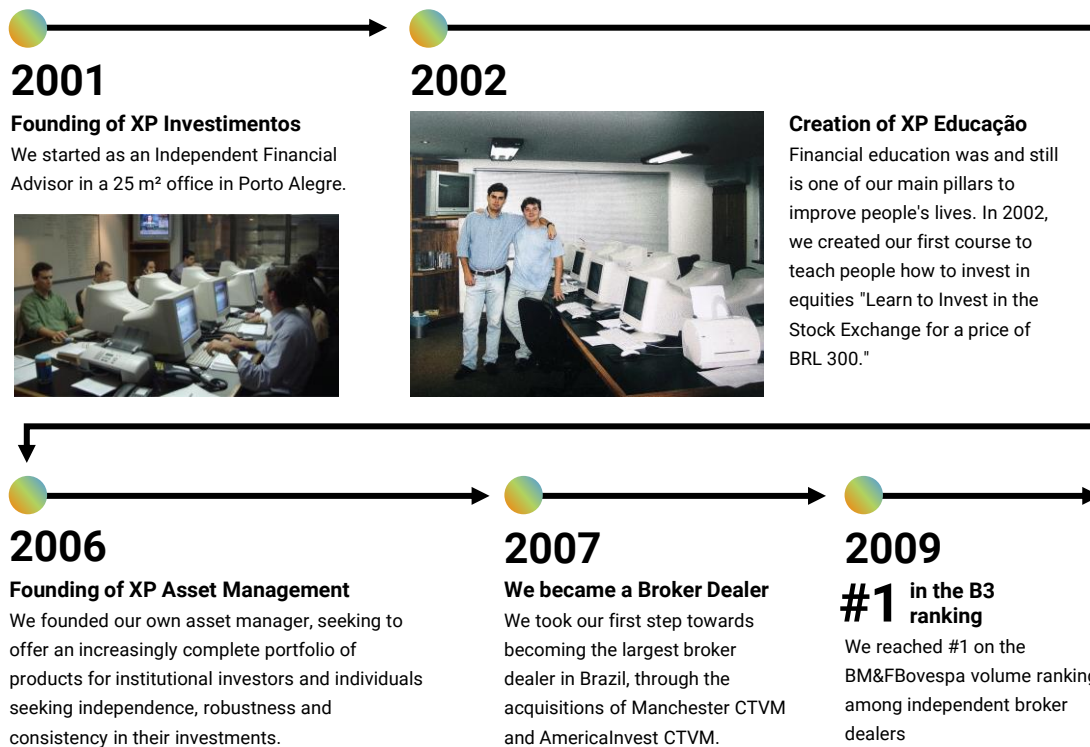 2001
Founding of XP Investimentos
We started as an Independent Financial
Advisor in a 25 m² office in Porto Alegre.
2002
Creation of XP Educação
Financial education was and still
is one of our main pillars to
improve people's lives. In 2002,
we created our first course to
teach people how to invest in
equities "Learn to Invest in the
Stock Exchange for a price of
BRL 300."
2006
Founding of XP Asset Management
We founded our own asset manager, seeking to
offer an increasingly complete portfolio of
products for institutional investors and individuals
seeking independence, robustness and
consistency in their investments.
2007
We became a Broker Dealer
We took our first step towards
becoming the largest broker
dealer in Brazil, through the
acquisitions of Manchester CTVM
and AmericaInvest CTVM.
2009
#1 in the B3
ranking
We reached #1 on the
BM&FBovespa volume ranking
among independent broker
dealers